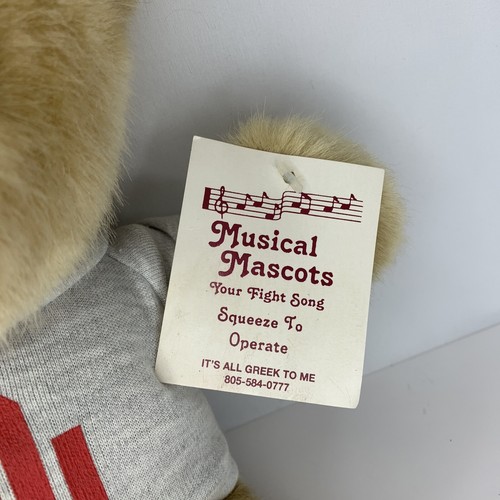 Musical
Mascots
Your Fight Song
Squeeze To
Operate
IT'S ALL GREEK TO ME
805-584-0777